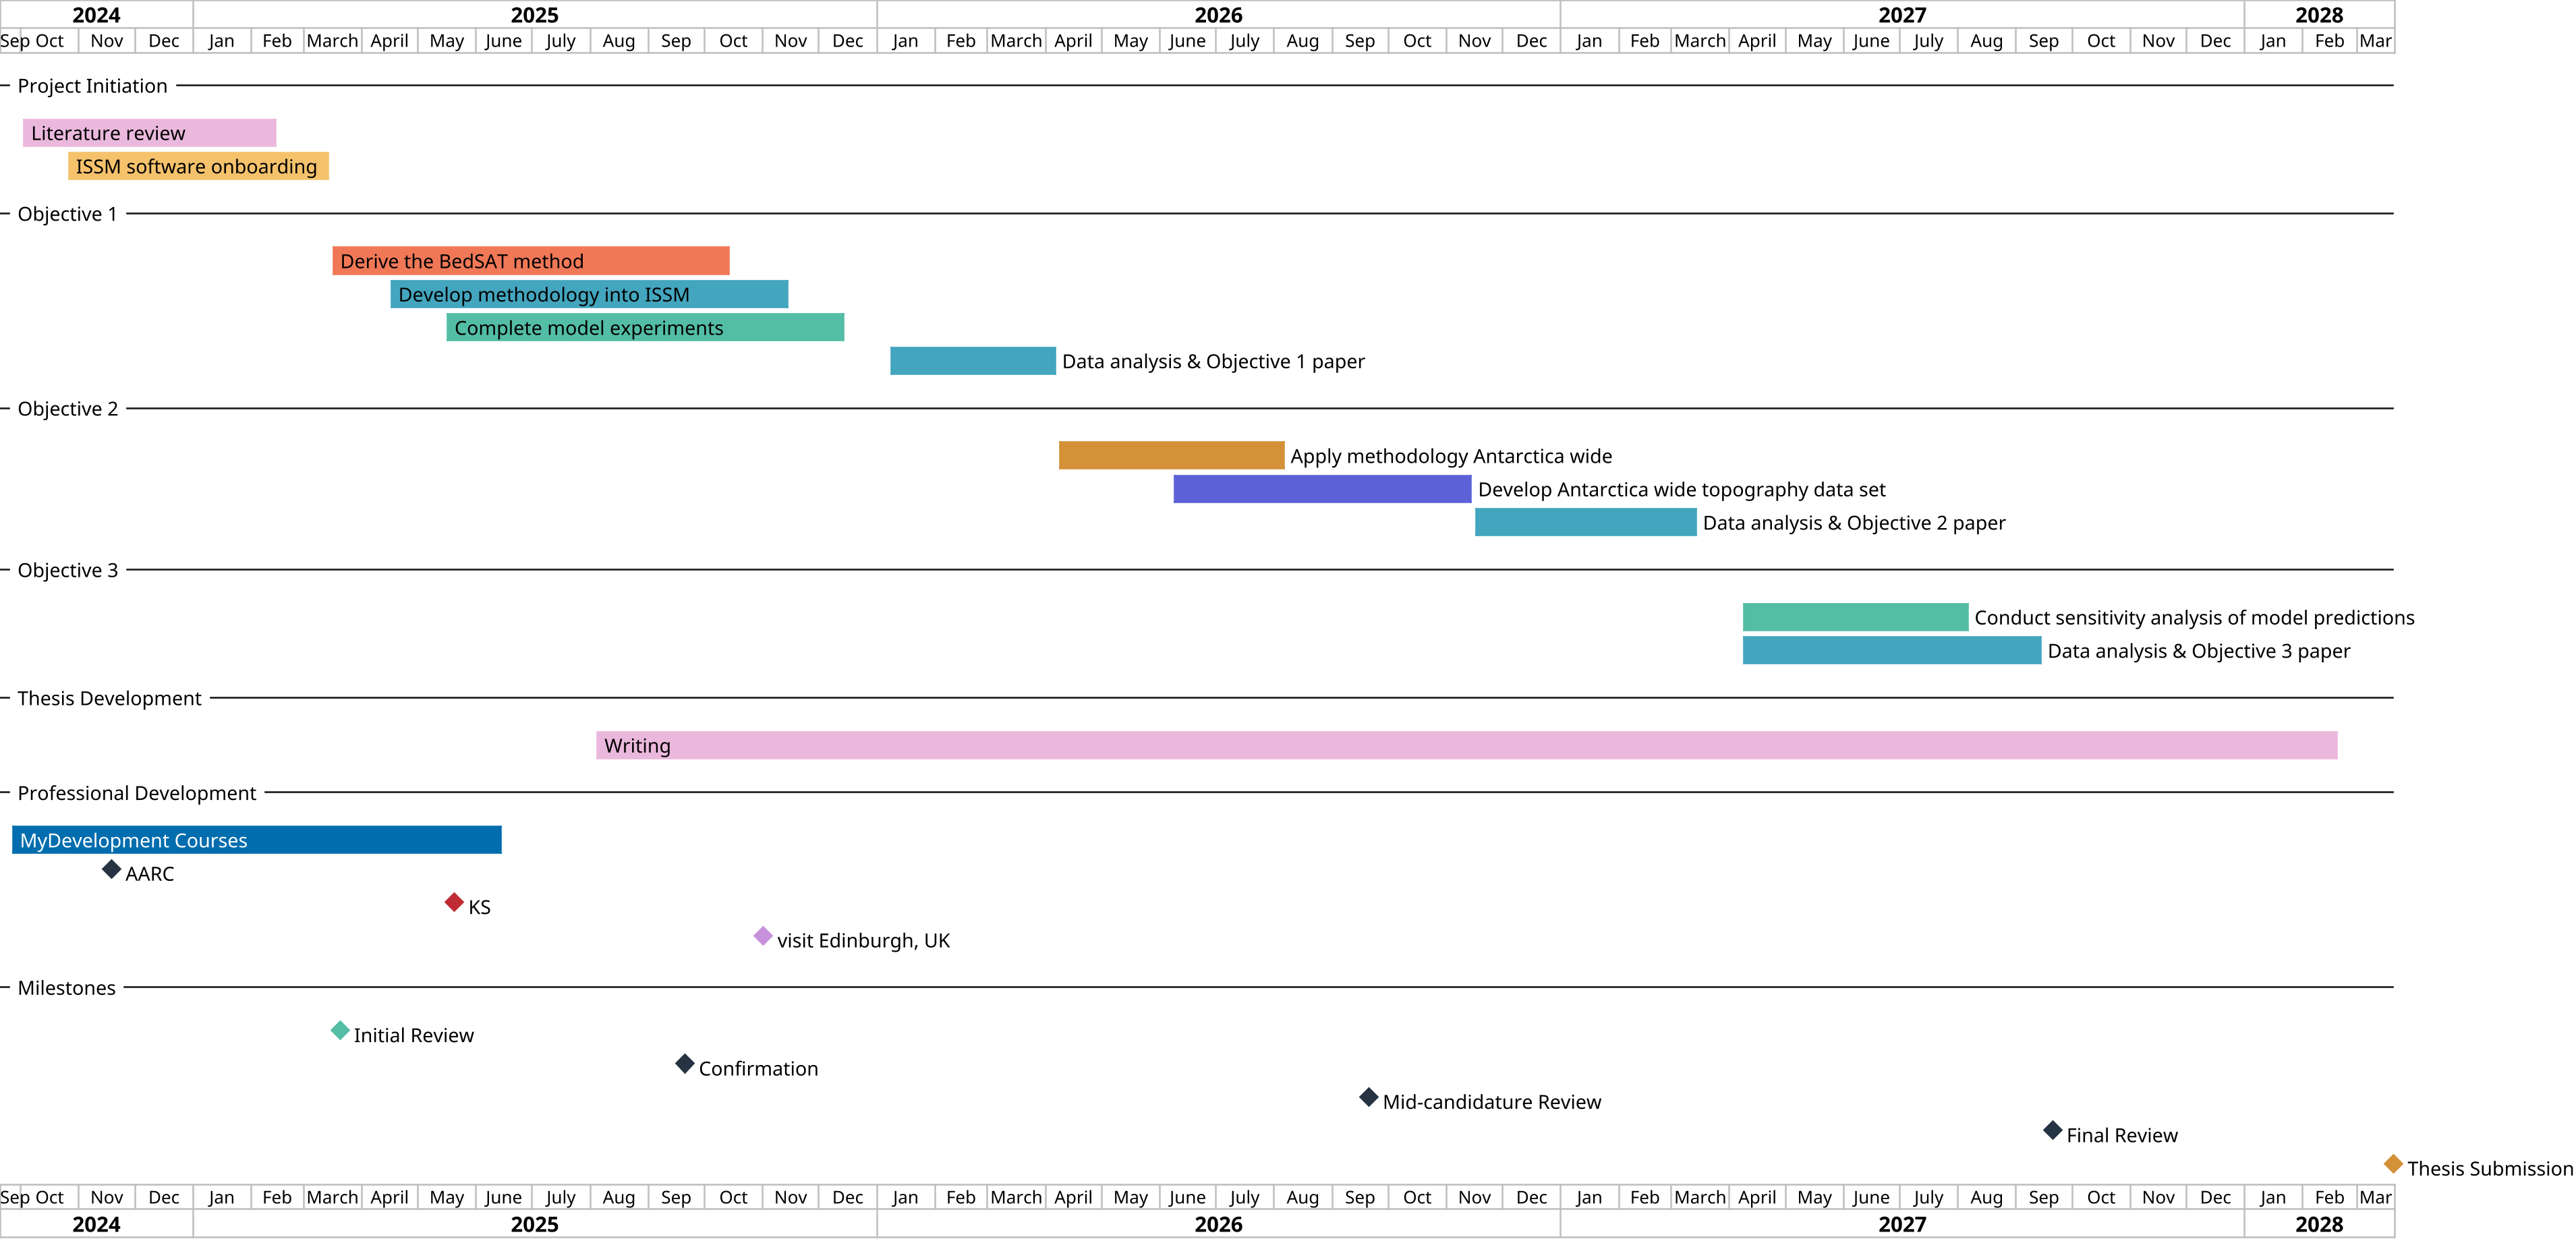 2024 2025 2026 2027 2028
Sep Oct Nov Dec Jan Feb March April May June July Aug Sep Oct Nov Dec Jan Feb March April May June July Aug Sep Oct Nov Dec Jan Feb March April May June July Aug Sep Oct Nov Dec Jan Feb Mar
Project Initiation
Literature review
ISSM software onboarding
Objective 1
Derive the BedSAT method
Develop methodology into ISSM
Complete model experiments
Data analysis & Objective 1 paper
Objective 2
Apply methodology Antarctica wide
Develop Antarctica wide topography data set
Data analysis & Objective 2 paper
Objective 3
Conduct sensitivity analysis of model predictions
Data analysis & Objective 3 paper
Thesis Development
Writing
Professional Development
MyDevelopment Courses
AARC
KS
visit Edinburgh, UK
Milestones
Initial Review
Confirmation
Mid-candidature Review
Final Review
Thesis Submission
Sep Oct Nov Dec Jan Feb March April May June July Aug Sep Oct Nov Dec Jan Feb March April May June July Aug Sep Oct Nov Dec Jan Feb March April May June July Aug Sep Oct Nov Dec Jan Feb Mar
2024 2025 2026 2027 2028